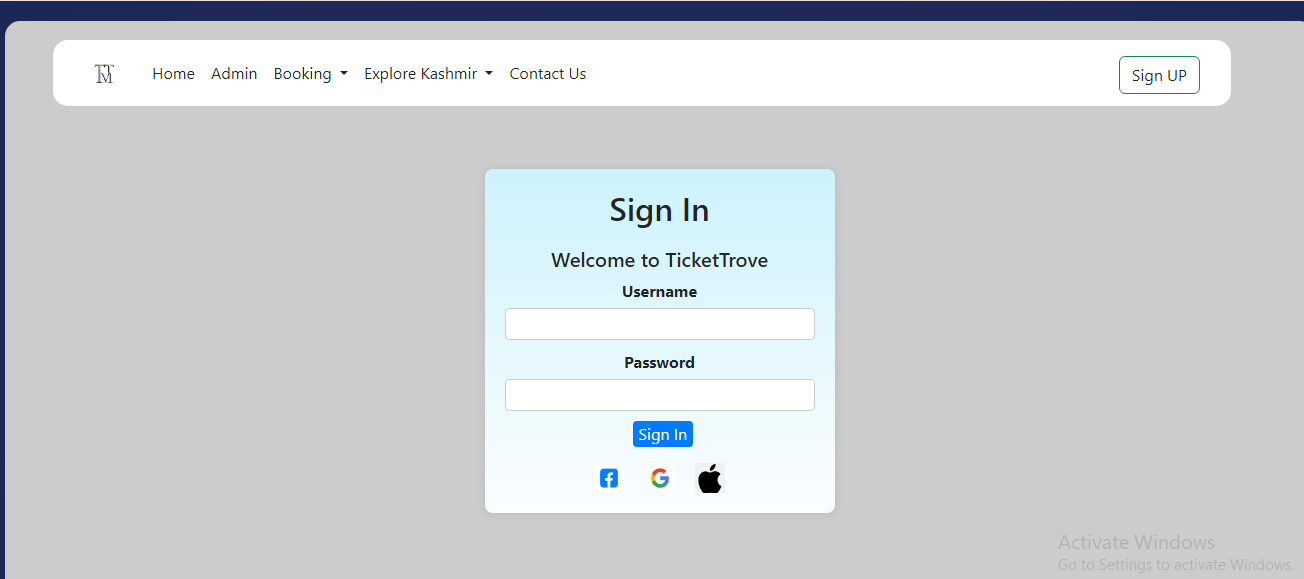 TTM
Home Admin Booking Explore Kashmir Contact Us Sign UP
Sign In
Welcome to TicketTrove
Username
Password
Sign In
Activate Windows
Go to Settings to activate Windows.